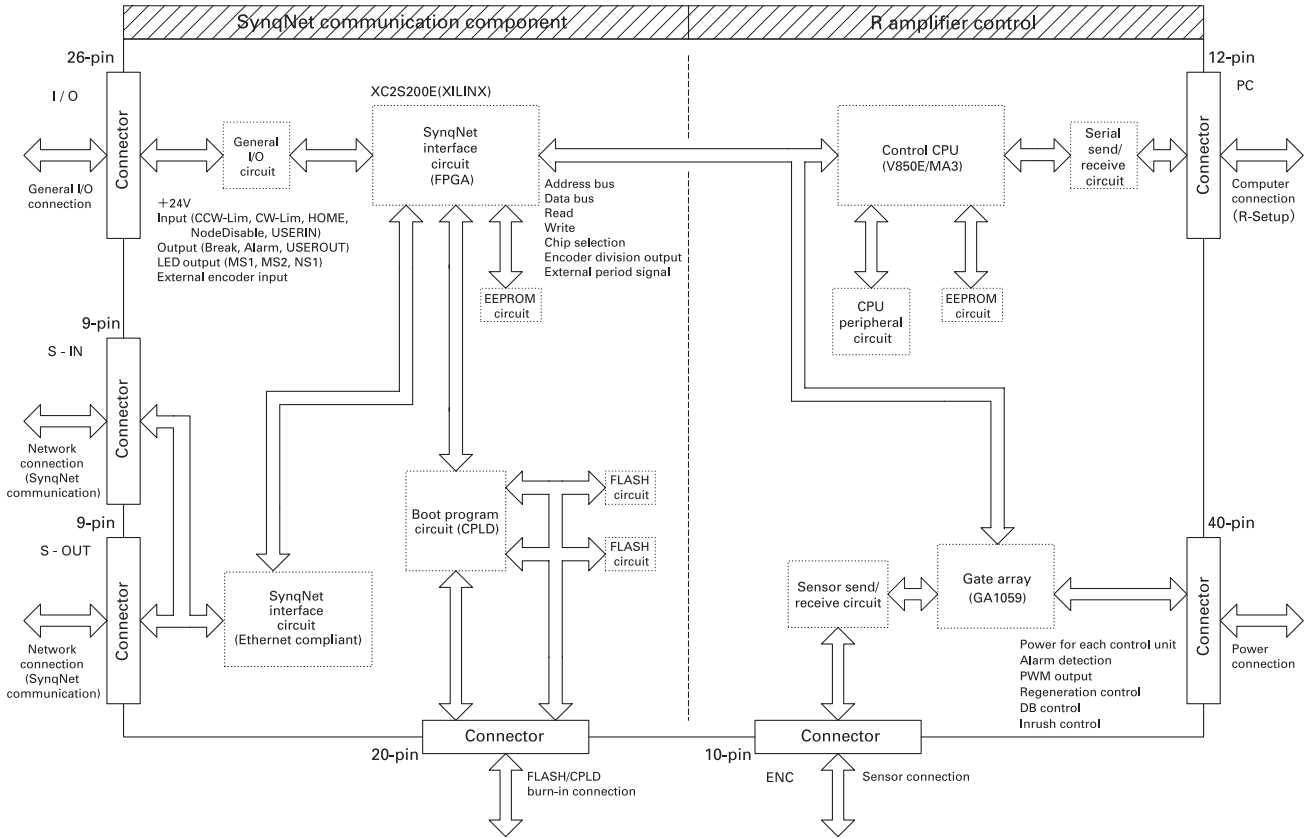 SynqNet communication component
R amplifier control
26-pin
12-pin
I / O
PC
XC2S200E(XILINX)
Connector
General
I/O
circuit
SynqNet
interface
circuit
(FPGA)
Control CPU
(V850E/MA3)
Serial
send/
receive
circuit
Connector
General I/O
connection
Computer
connection
(R-Setup)
+24V
Input (CCW-Lim, CW-Lim, HOME,
NodeDisable, USERIN)
Output (Break, Alarm, USEROUT)
LED output (MS1, MS2, NS1)
External encoder input
Address bus
Data bus
Read
Write
Chip selection
Encoder division output
External period signal
EEPROM
circuit
CPU
peripheral
circuit
EEPROM
circuit
9-pin
S - IN
Connector
Network
connection
(SynqNet
communication)
9-pin
S - OUT
Connector
Network
connection
(SynqNet
communication)
Boot program
circuit (CPLD)
FLASH
circuit
FLASH
circuit
SynqNet
interface
circuit
(Ethernet compliant)
Sensor send/
receive circuit
Gate array
(GA1059)
40-pin
Connector
Power
connection
Power for each control unit
Alarm detection
PWM output
Regeneration control
DB control
Inrush control
Connector
20-pin
FLASH/CPLD
burn-in connection
Connector
10-pin
ENC
Sensor connection